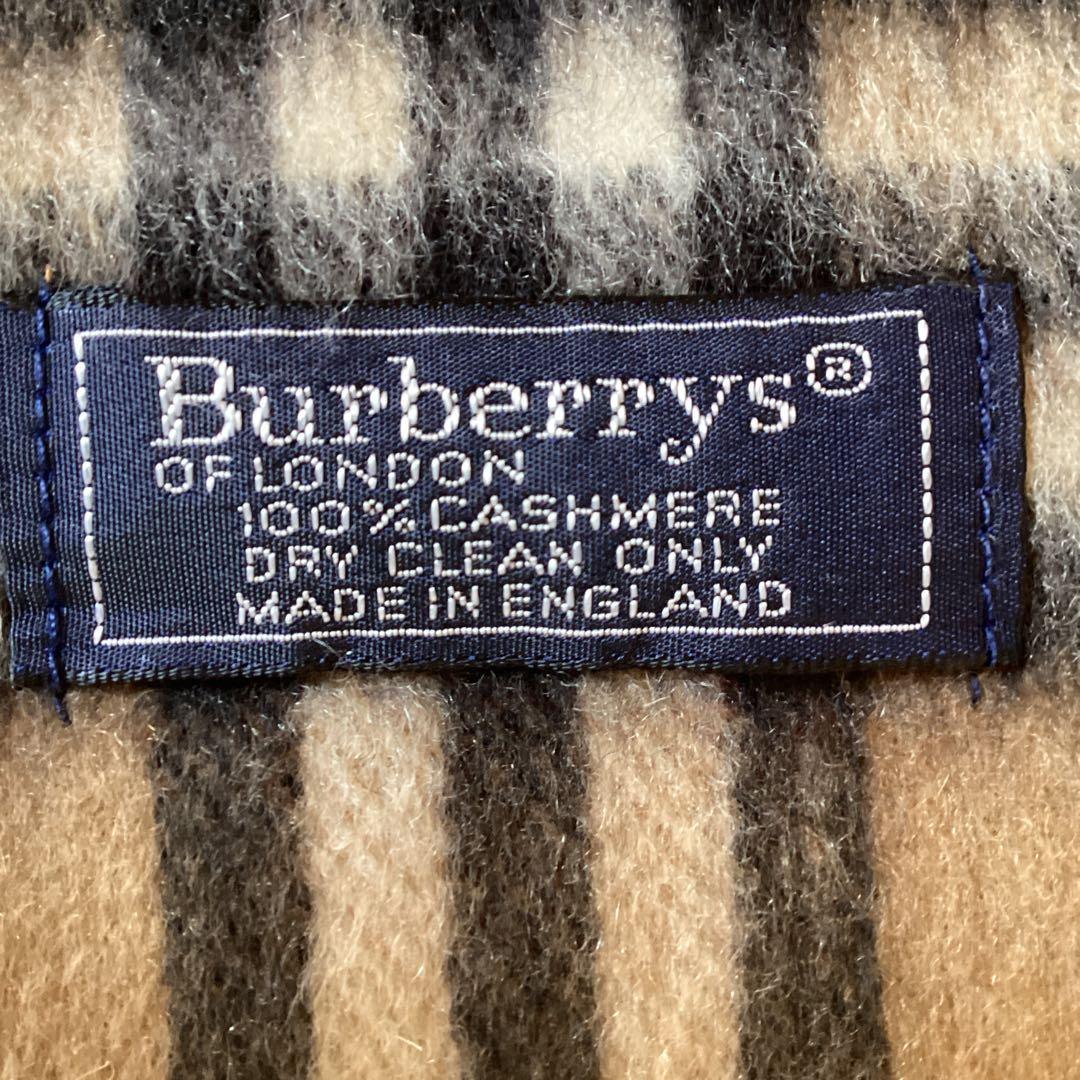 Burberrys®
OF LONDON
100% CASHMERE
DRY CLEAN ONLY
MADE IN ENGLAND